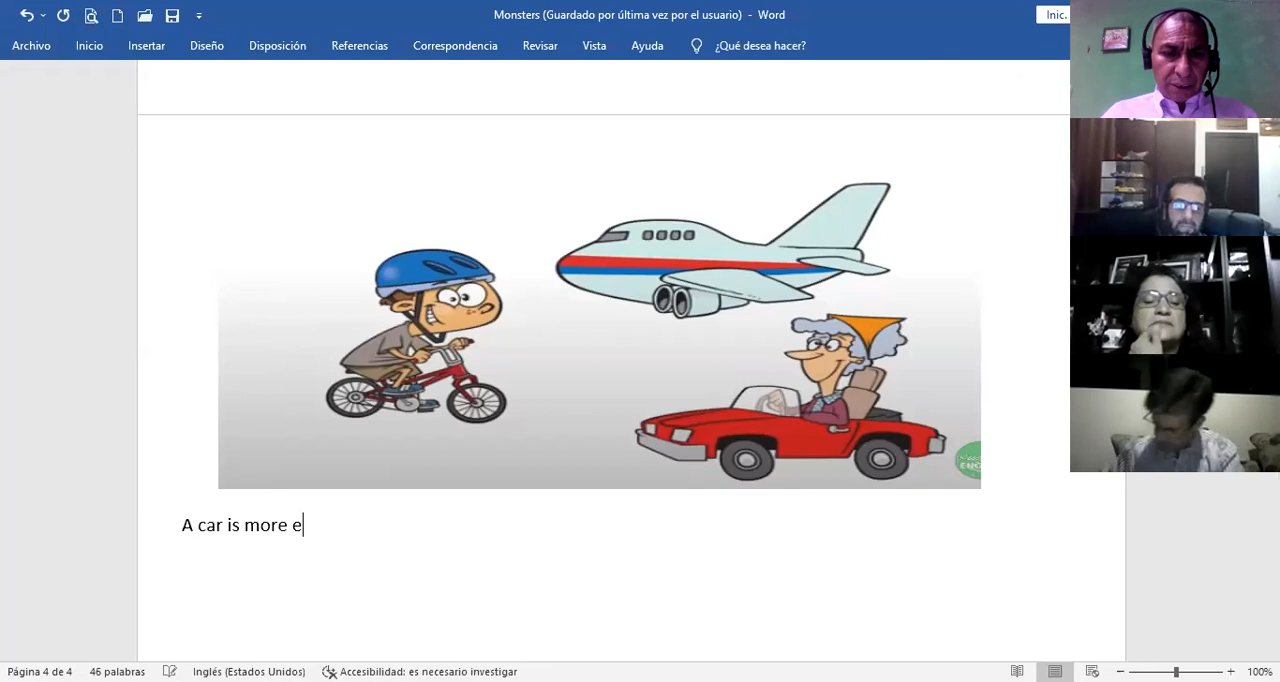 Monsters (Guardado por última vez por el usuario) - Word
Inic.
Archivo Inicio Insertar Diseño Disposición Referencias Correspondencia Revisar Vista Ayuda ¿Qué desea hacer?
A car is more e
Página 4 de 4 46 palabras Inglés (Estados Unidos) Accesibilidad: es necesario investigar 100%